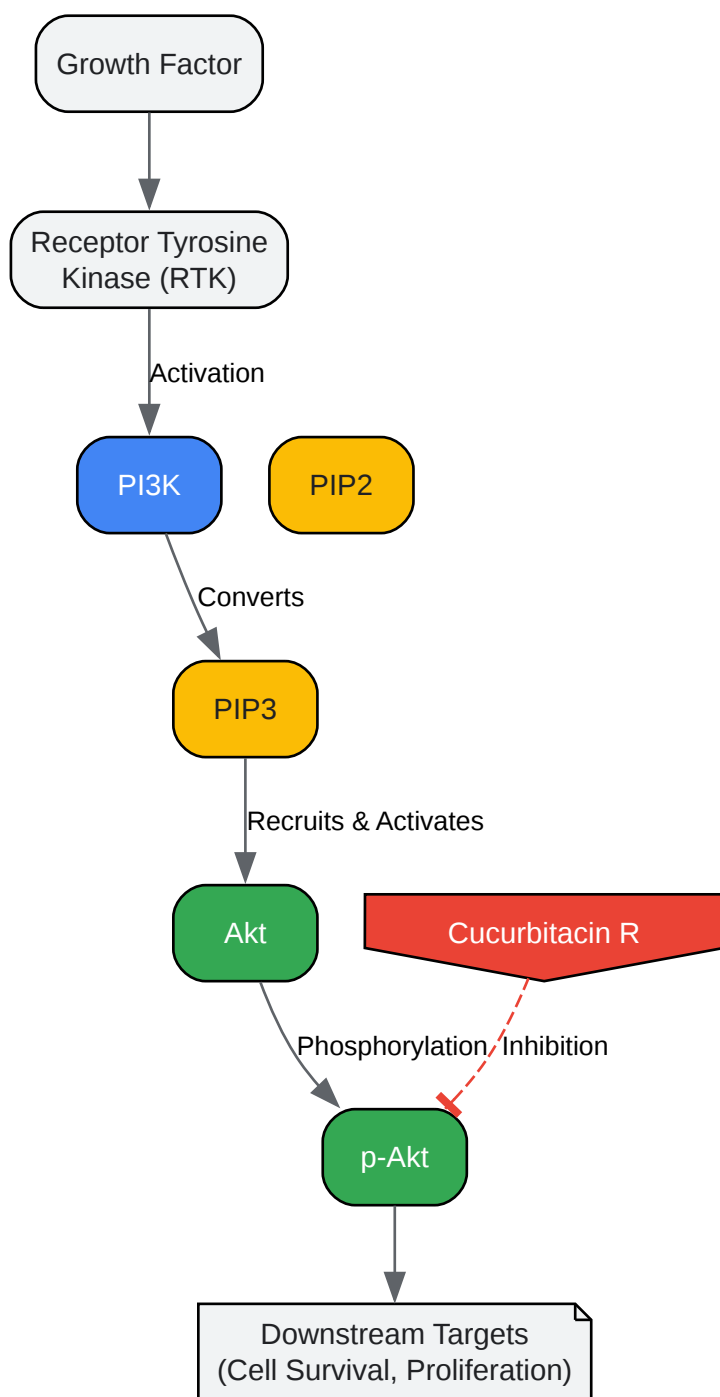 Growth Factor
Receptor Tyrosine
Kinase (RTK)
Activation
PI3K
PIP2
Converts
PIP3
Recruits & Activates
Akt
Cucurbitacin R
Phosphorylation
Inhibition
p-Akt
Downstream Targets
(Cell Survival, Proliferation)